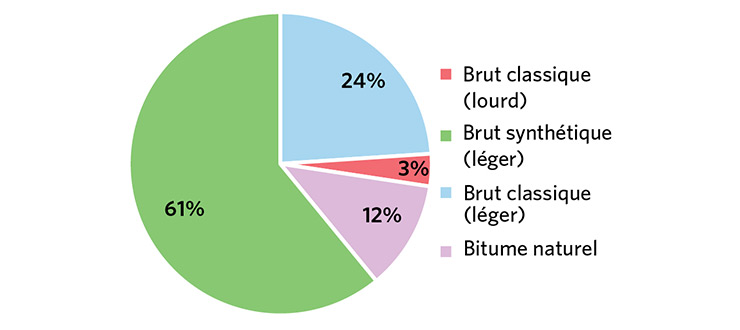 24%
3%
12%
61%
Brut classique
(lourd)
Brut synthétique
(léger)
Brut classique
(léger)
Bitume naturel